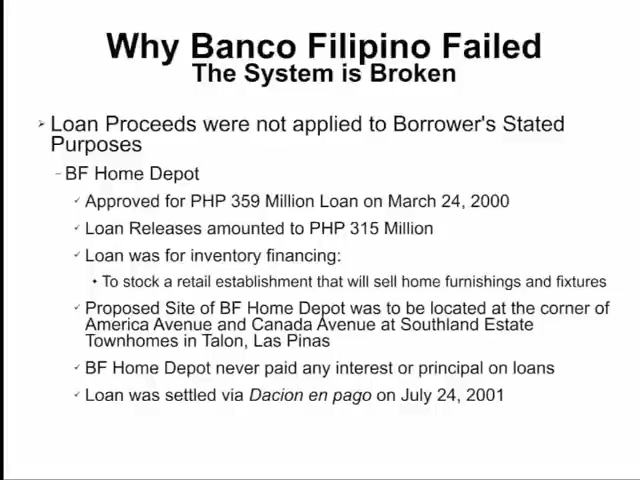 Why Banco Filipino Failed
The System is Broken
Loan Proceeds were not applied to Borrower's Stated
Purposes
BF Home Depot
Approved for PHP 359 Million Loan on March 24, 2000
Loan Releases amounted to PHP 315 Million
Loan was for inventory financing:
To stock a retail establishment that will sell home furnishings and fixtures
Proposed Site of BF Home Depot was to be located at the corner of
America Avenue and Canada Avenue at Southland Estate
Townhomes in Talon, Las Pinas
BF Home Depot never paid any interest or principal on loans
Loan was settled via Dacion en pago on July 24, 2001